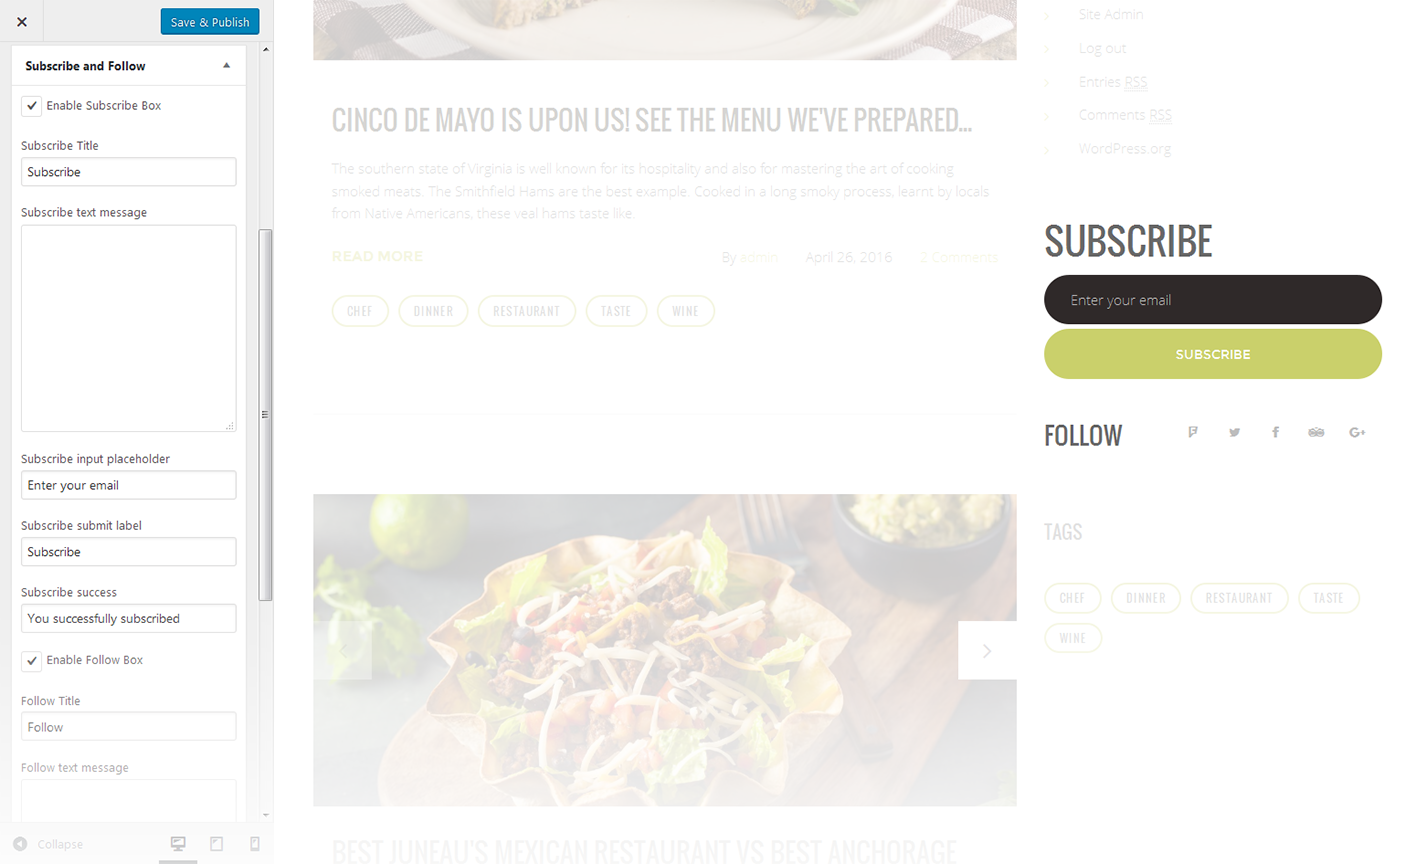 Save & Publish
Subscribe and Follow
Enable Subscribe Box
Subscribe Title
Subscribe
Subscribe text message
Subscribe input placeholder
Enter your email
Subscribe submit label
Subscribe
Subscribe success
You successfully subscribed
Enable Follow Box
Follow Title
Follow
Follow text message
Collapse
CINCO DE MAYO IS UPON US! SEE THE MENU WE'VE PREPARED...
The southern state of Virginia is well known for its hospitality and also for mastering the art of cooking
smoked meats. The Smithfield Hams are the best example. Cooked in a long smoky process, learnt by locals
from Native Americans, these veal hams taste like.
READ MORE
By admin
April 26, 2016
2 Comments
CHEF
DINNER
RESTAURANT
TASTE
WINE
BEST JUNEAU'S MEXICAN RESTAURANT VS BEST ANCHORAGE
Site Admin
Log out
Entries RSS
Comments RSS
WordPress.org
SUBSCRIBE
Enter your email
SUBSCRIBE
FOLLOW
TAGS
CHEF
DINNER
RESTAURANT
TASTE
WINE